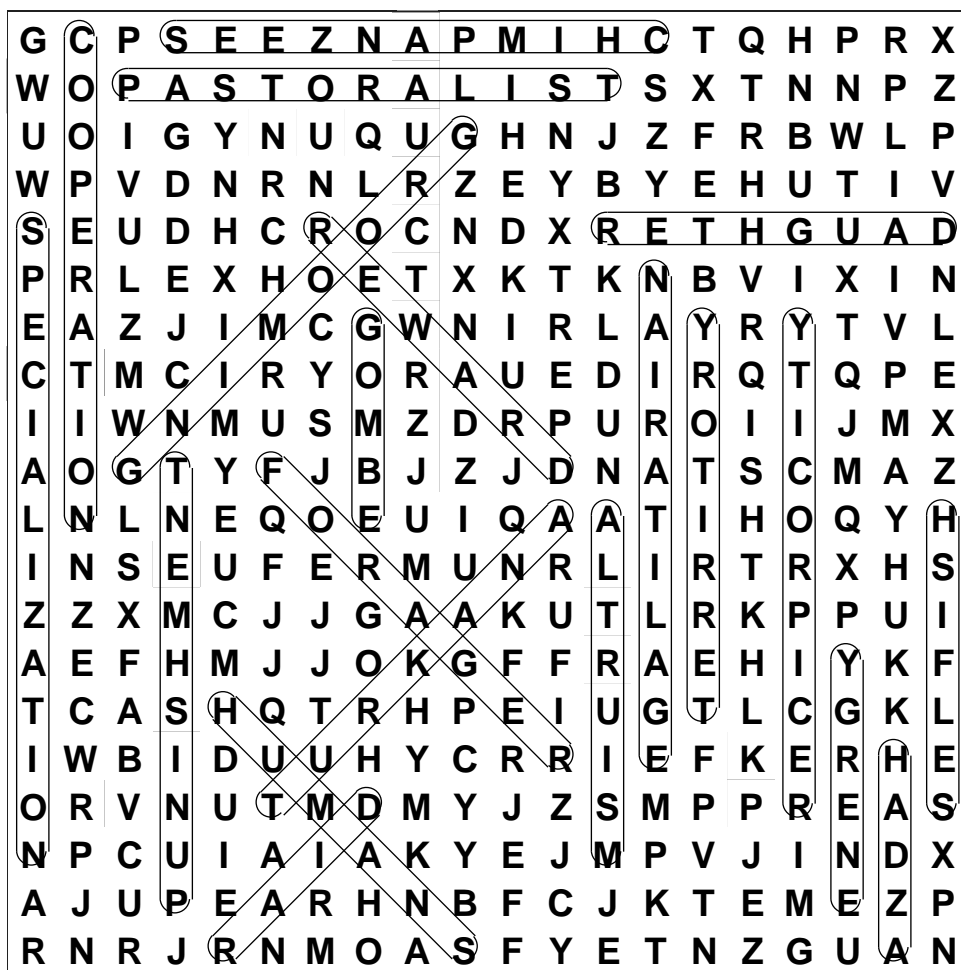 G C P S E E Z N A P M I H C T Q H P R X
W O P A S T O R A L I S T S X T N N P Z
U O I G Y N U Q U G H N J Z F R B W L P
W P V D N R N L R Z E Y B Y E H U T I V
S E U D H C R O C N D X R E T H G U A D
P R L E X H O E T X K T K N B V I X I N
E A Z J I M C G W N I R L A Y R Y T V L
C T M C I R Y O R A U E D I R Q T Q P E
I I W N M U S M Z D R P U R O I I J M X
A O G T Y F J B J Z J D N A T S C M A Z
L N L N E Q O E U I Q A A T I H O Q Y H
I N S E U F E R M U N R L I R T R X H S
Z Z X M C J J G A A K U T L R K P P U I
A E F H M J J O K G F F R A E H I Y K F
T C A S H Q T R H P E I U G T L C G K L
I W B I D U U H Y C R R I E F K E R H E
O R V N U T M D M Y J Z S M P P R E A S
N P C U I A I A K Y E J M P V J I N D X
A J U P E A R H N B F C J K T E M E Z P
R N R J R N M O A S F Y E T N Z G U A N